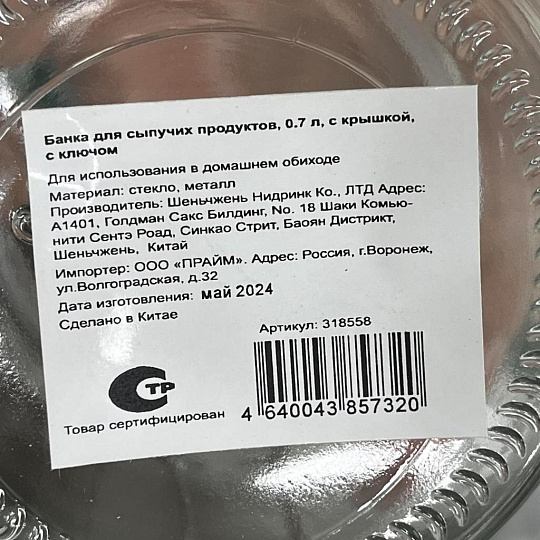 Банка для сыпучих продуктов, 0.7 л, с крышкой,
с ключом
Для использования в домашнем обиходе
Материал: стекло, металл
Производитель: Шеньчжень Нидринк Ко., ЛТД Адрес:
А1401, Голдман Сакс Билдинг, No. 18 Шаки Комью-
нити Сентэ Роад, Синкао Стрит, Баоян Дистрикт,
Шеньчжень, Китай
Импортер: ООО «ПРАЙМ». Адрес: Россия, г.Воронеж,
ул.Волгоградская, д.32
Дата изготовления: май 2024
Сделано в Китае
Артикул: 318558
СТР
Товар сертифицирован
4 640043 857320